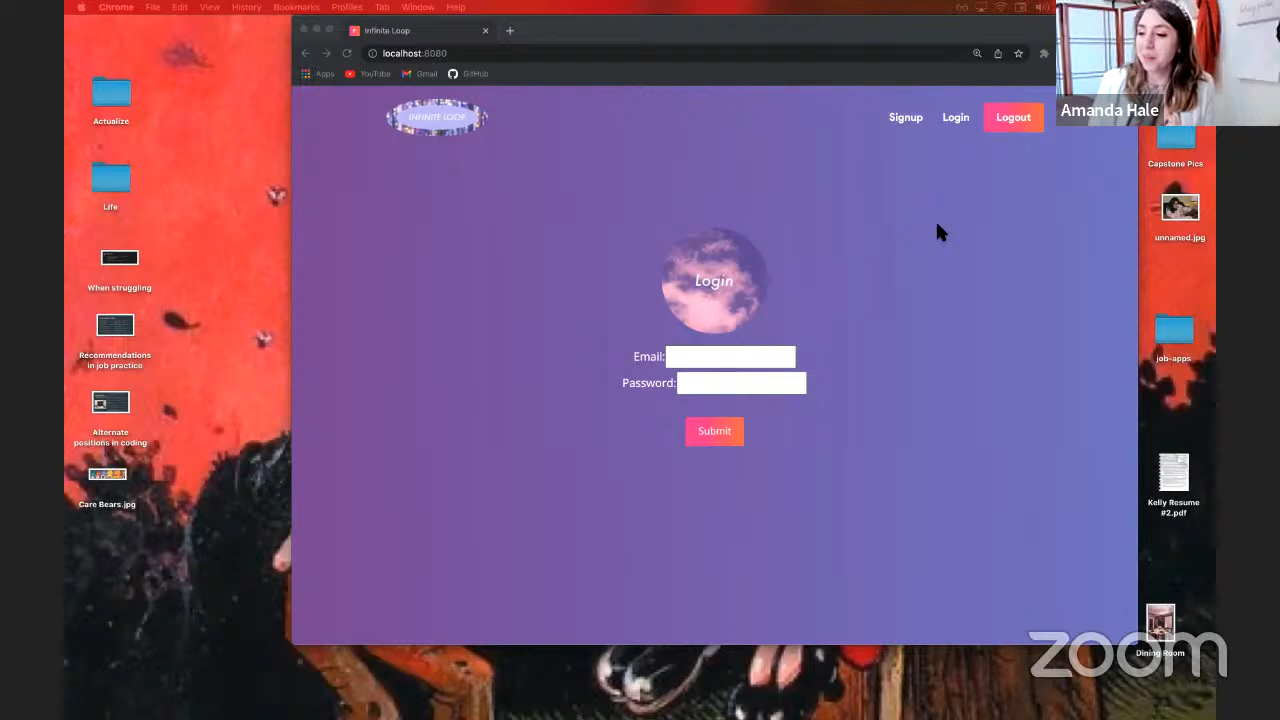 Chrome File Edit View History Bookmarks Profiles Tab Window Help
Infinite Loop
localhost:8080
Apps YouTube Gmail GitHub
INFINITE LOOP
Signup Login Logout
Amanda Hale
Login
Email:
Password:
Submit
Actualize
Life
When struggling
Recommendations
in job practice
Alternate
positions in coding
Care Bears.jpg
Capstone Pics
unnamed.jpg
job-apps
Kelly Resume
#2.pdf
Dining Room
zoom